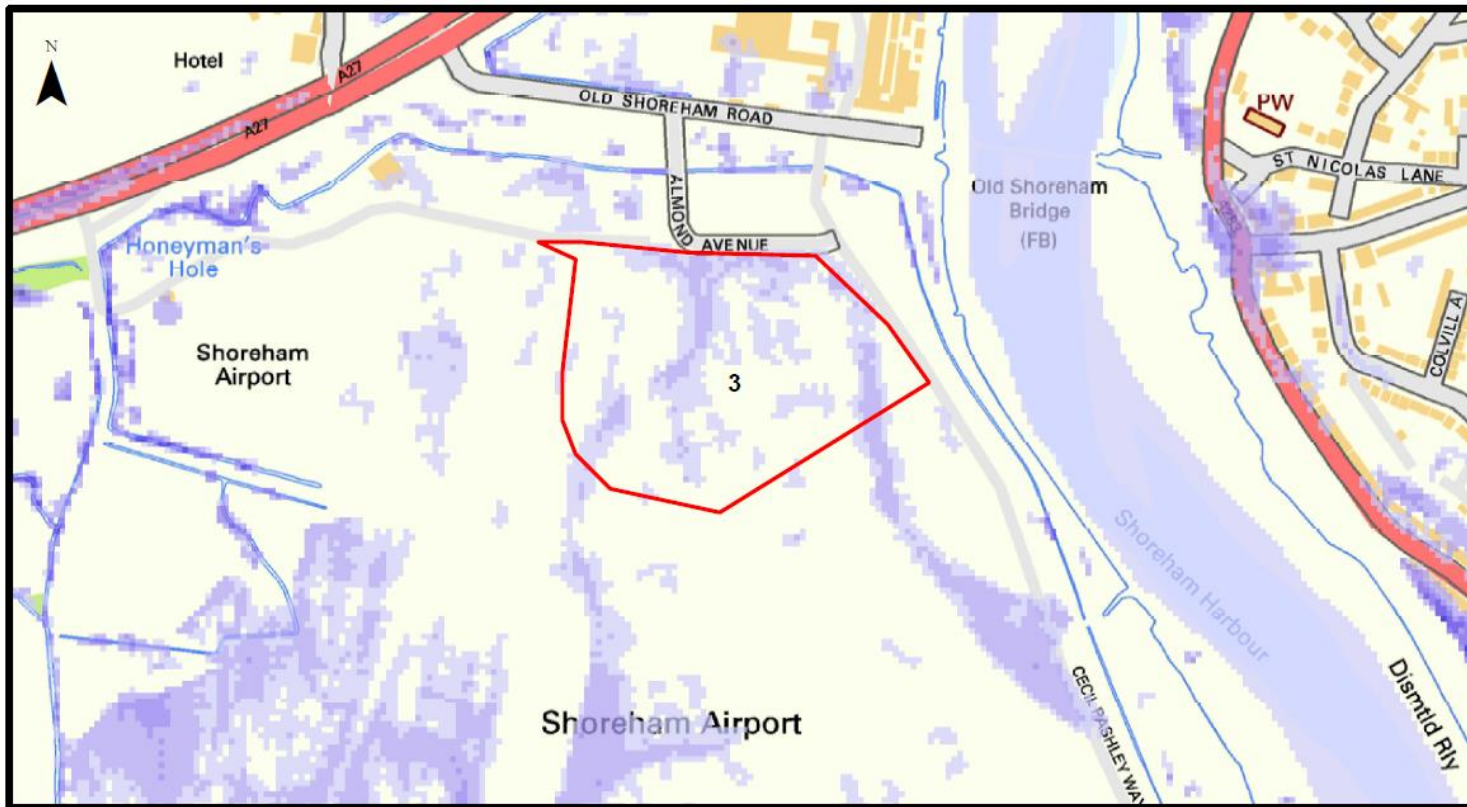 N
Hotel
A27
A27
OLD SHOREHAM ROAD
PW
ST NICOLAS LANE
ALMOND
AVENUE
Old Shoreham
Bridge
(FB)
A283
Honeyman's
Hole
Shoreham
Airport
3
COLVILL A
Shoreham Harbour
Shoreham Airport
CECIL PASHLEY WAY
Dismtld Rly